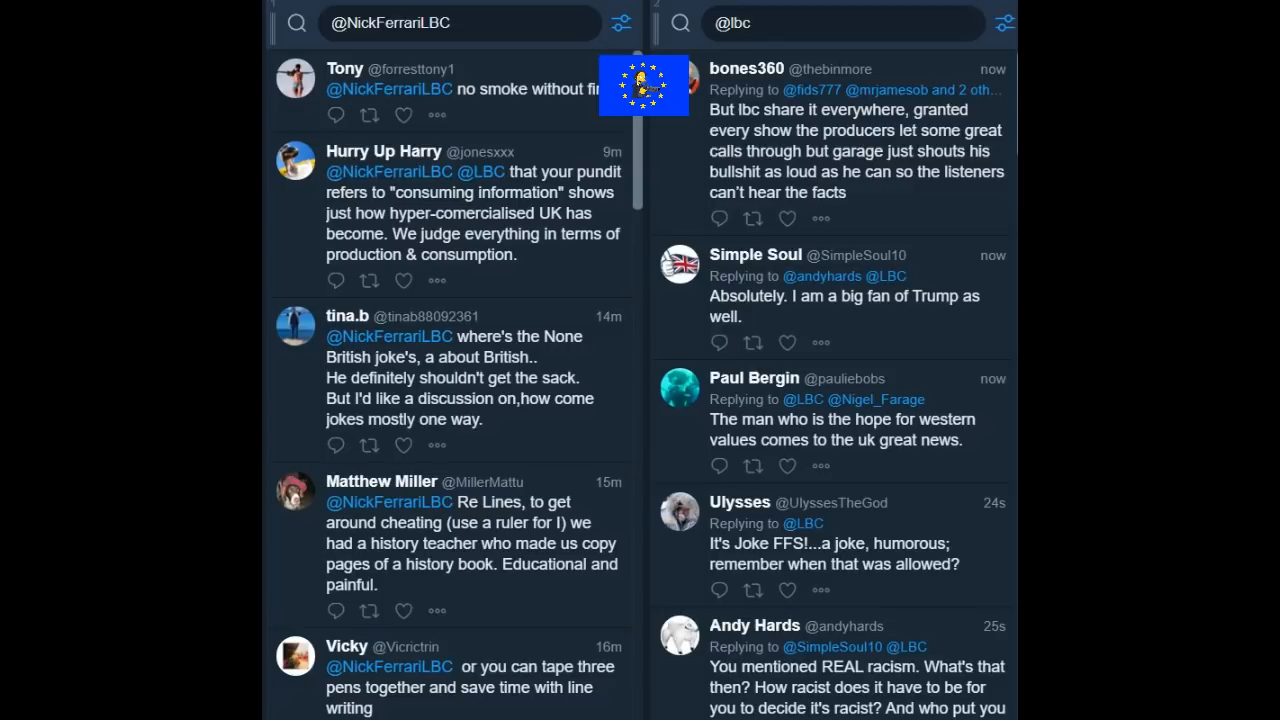 1
@NickFerrariLBC
Tony @forresttony1
@NickFerrariLBC no smoke without
Hurry Up Harry @jonesxxx 9m
@NickFerrariLBC @LBC that your pundit
refers to "consuming information" shows
just how hyper-comercialised UK has
become. We judge everything in terms of
production & consumption.
tina.b @tinab88092361 14m
@NickFerrariLBC where's the None
British joke's, a about British..
He definitely shouldn't get the sack.
But I'd like a discussion on,how come
jokes mostly one way.
Matthew Miller @MillerMattu 15m
@NickFerrariLBC Re Lines, to get
around cheating (use a ruler for I) we
had a history teacher who made us copy
pages of a history book. Educational and
painful.
Vicky @Vicrictrin 16m
@NickFerrariLBC or you can tape three
pens together and save time with line
writing
2
@lbc
bones360 @thebinmore now
Replying to @fids777 @mrjamesob and 2 oth...
But lbc share it everywhere, granted
every show the producers let some great
calls through but garage just shouts his
bullshit as loud as he can so the listeners
can't hear the facts
Simple Soul @SimpleSoul10 now
Replying to @andyhards @LBC
Absolutely. I am a big fan of Trump as
well.
Paul Bergin @pauliebobs now
Replying to @LBC @Nigel_Farage
The man who is the hope for western
values comes to the uk great news.
Ulysses @UlyssesTheGod 24s
Replying to @LBC
It's Joke FFS!...a joke, humorous;
remember when that was allowed?
Andy Hards @andyhards 25s
Replying to @SimpleSoul10 @LBC
You mentioned REAL racism. What's that
then? How racist does it have to be for
you to decide it's racist? And who put you